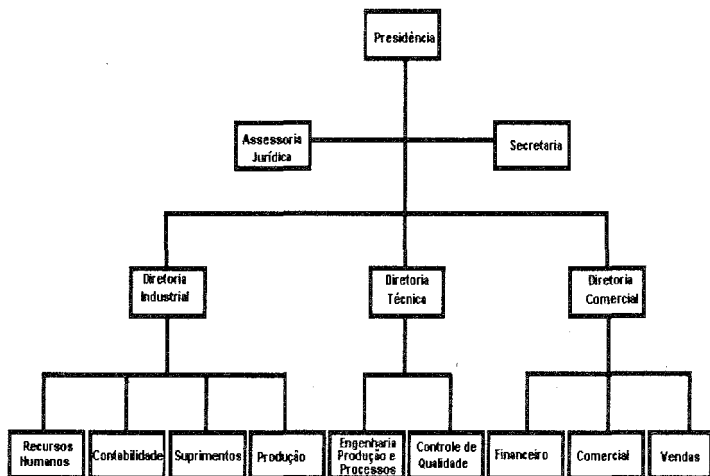 Presidência
Assessoria
Jurídica
Secretaria
Diretoria
Industrial
Diretoria
Técnica
Diretoria
Comercial
Recursos
Humanos
Contabilidade
Suprimentos
Produção
Engenharia
Produção e
Processos
Controle de
Qualidade
Financeiro
Comercial
Vendas